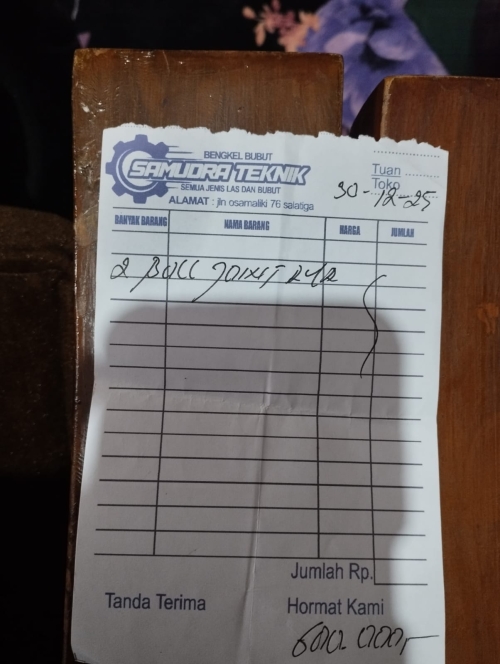 BENGKEL BUBUT
SAMUDRA TEKNIK
SEMUA JENIS LAS DAN BUBUT
ALAMAT : jln osamaliki 76 salatiga
Tuan
Toko
30-12-25
BANYAK BARANG NAMA BARANG HARGA JUMLAH
2 BOLL JOINT
Jumlah Rp.
Tanda Terima Hormat Kami
600.000,-